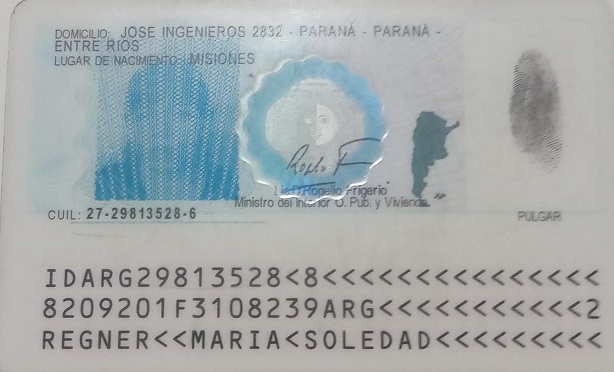 DOMICILIO: JOSE INGENIEROS 2832 - PARANÁ - PARANÁ -
ENTRE RÍOS
LUGAR DE NACIMIENTO: MISIONES
Lic. Rogelio Frigerio
Ministro del Interior O. Pub. y Vivienda
CUIL: 27-29813528-6
PULGAR
IDARG29813528<8<<<<<<<<<<<<<<<
8209201F3108239ARG<<<<<<<<<<<2
REGNER<<MARIA<SOLEDAD<<<<<<<<<